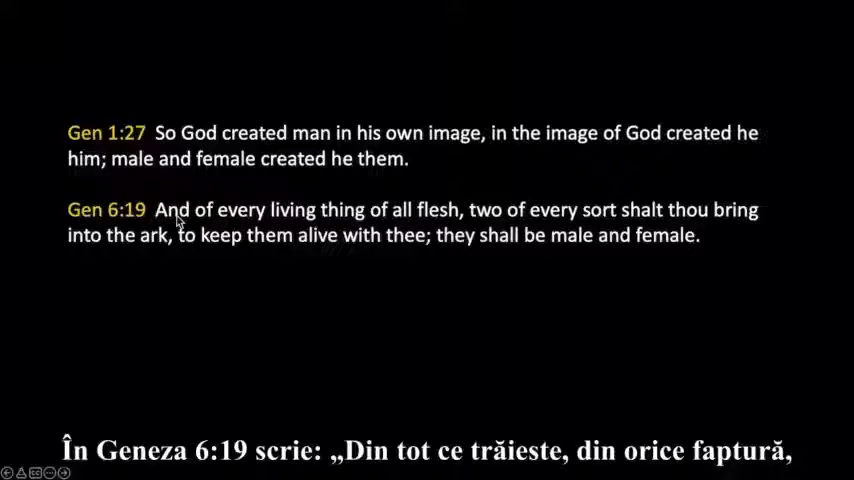 Gen 1:27 So God created man in his own image, in the image of God created he
him; male and female created he them.
Gen 6:19 And of every living thing of all flesh, two of every sort shalt thou bring
into the ark, to keep them alive with thee; they shall be male and female.
În Geneza 6:19 scrie: „Din tot ce trăieste, din orice faptură,